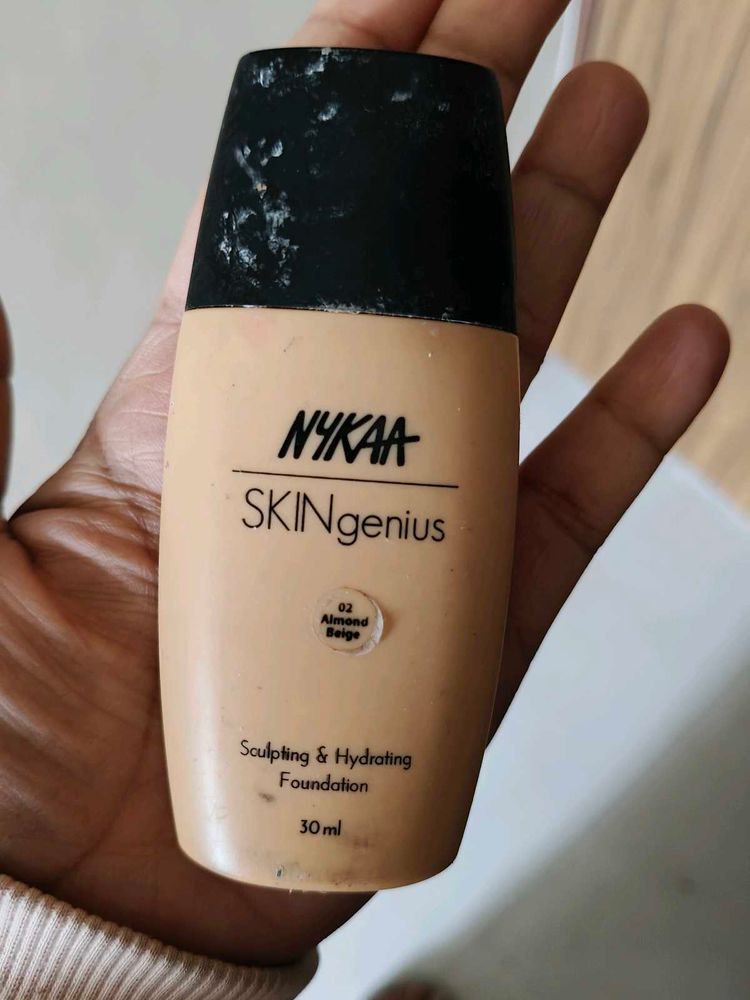 NYKAA
SKINgenius
02
Almond
Beige
Sculpting & Hydrating
Foundation
30 ml